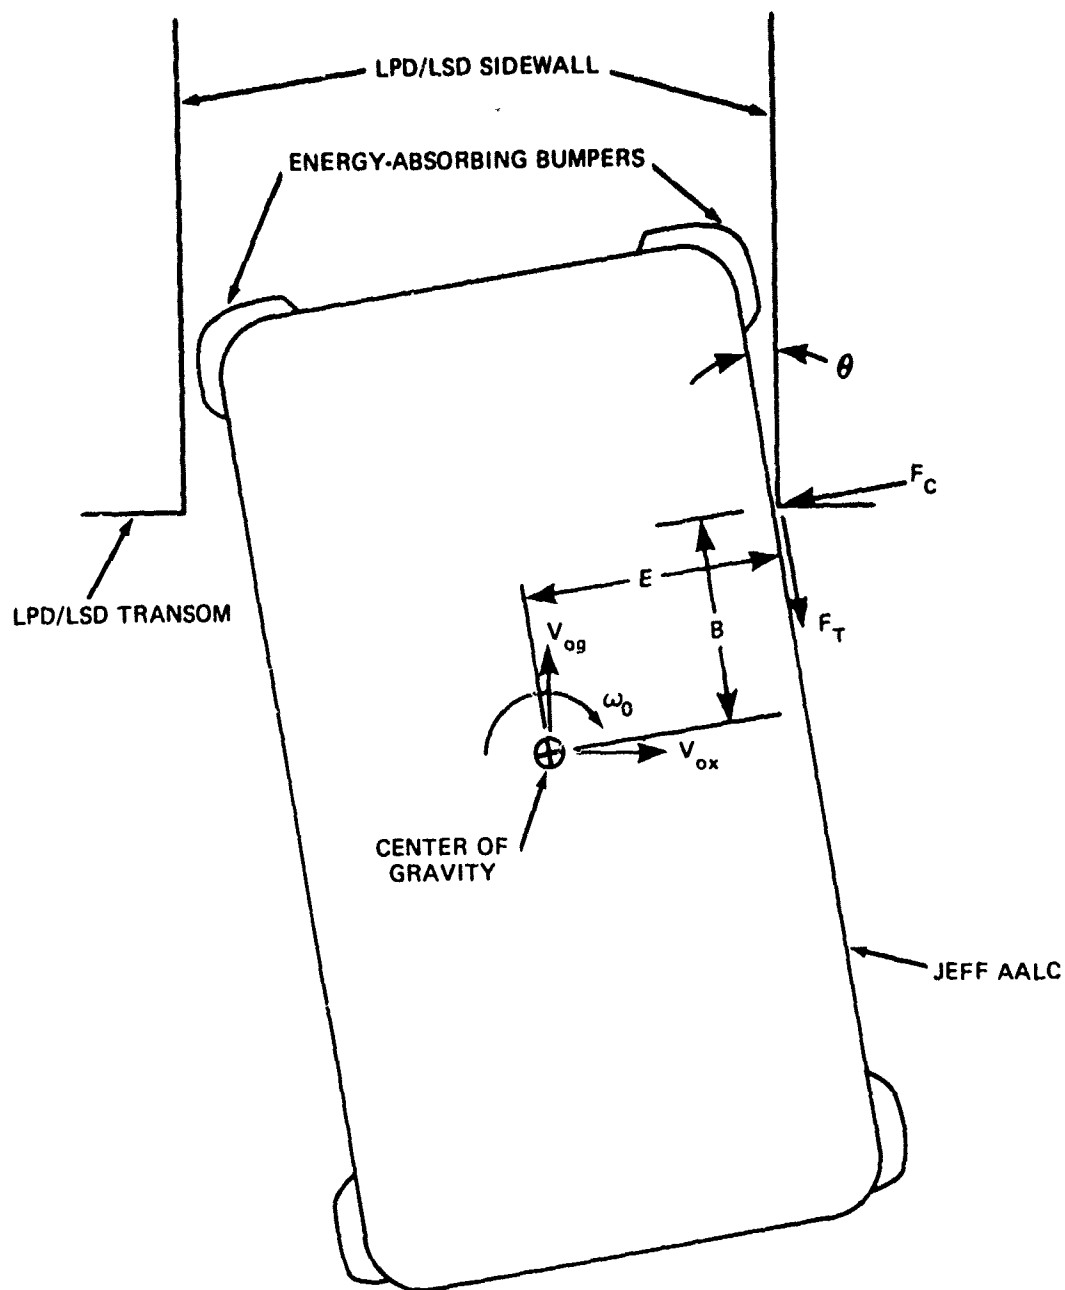 LPD/LSD SIDEWALL
ENERGY-ABSORBING BUMPERS
θ
F_C
E
LPD/LSD TRANSOM
B
F_T
V_og
ω_0
V_ox
CENTER OF
GRAVITY
JEFF AALC